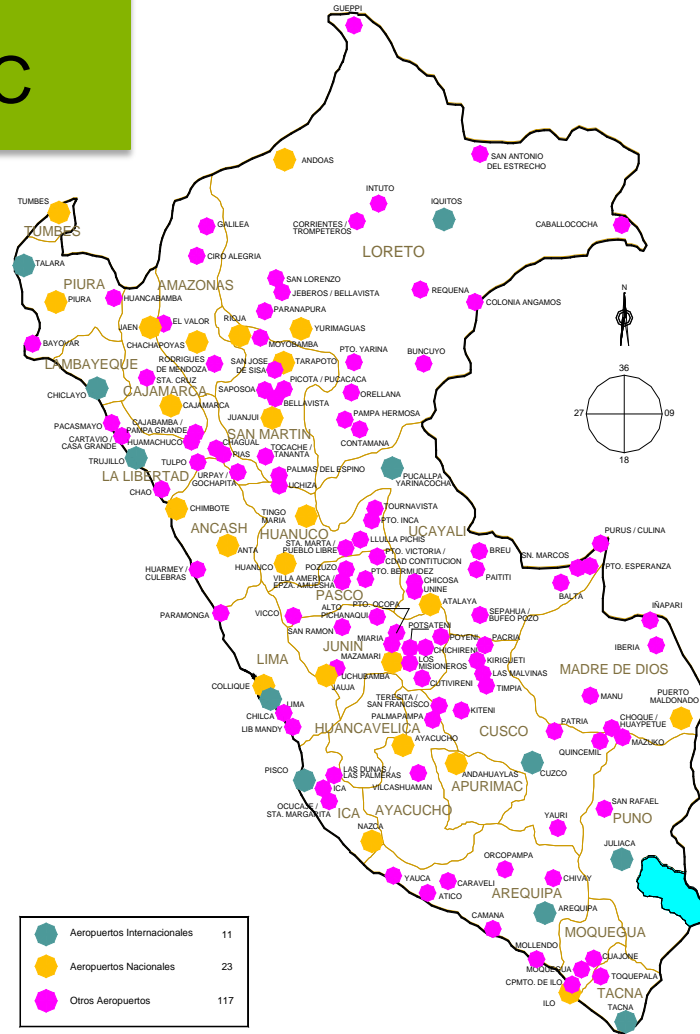 C
GUEPPI
ANDOAS
SAN ANTONIO
DEL ESTRECHO
TUMBES
TUMBES
INTUTO
IQUITOS
GALILEA
CORRIENTES /
TROMPETEROS
CABALLOCOCHA
LORETO
TALARA
CIRO ALEGRIA
PIURA
AMAZONAS
SAN LORENZO
JEBEROS / BELLAVISTA
REQUENA
COLONIA ANGAMOS
N
PIURA
HUANCABAMBA
PARANAPURA
RIOJA
JAEN
EL VALOR
YURIMAGUAS
BAYOVAR
CHACHAPOYAS
MOYOBAMBA
PTO. YARINA
BUNCUYO
LAMBAYEQUE
RODRIGUES
DE MENDOZA
SAN JOSE
DE SISA
TARAPOTO
36
STA. CRUZ
PICOTA / PUCACACA
CHICLAYO
CAJAMARCA
SAPOSOA
ORELLANA
BELLAVISTA
27
09
CAJAMARCA
PACASMAYO
JUANJUI
PAMPA HERMOSA
CAJABAMBA /
PAMPA GRANDE
CARTAVIO /
CASA GRANDE
HUAMACHUCO
SAN MARTIN
CONTAMANA
CHAGUAL
TOCACHE /
TANANTA
18
TRUJILLO
TULPO
PIAS
LA LIBERTAD
URPAY /
GOCHAPITA
PALMAS DEL ESPINO
PUCALLPA
YARINACOCHA
CHAO
UCHIZA
CHIMBOTE
TINGO
MARIA
TOURNAVISTA
PTO. INCA
ANCASH
HUANUCO
UCAYALI
PURUS / CULINA
ANTA
STA. MARTA /
PUEBLO LIBRE
LLULLA PICHIS
BREU
SN. MARCOS
PTO. VICTORIA /
CDAD CONTITUCION
HUARMEY /
CULEBRAS
HUANUCO
POZUZO
PTO. BERMUDEZ
PAITITI
PTO. ESPERANZA
VILLA AMERICA /
EPZA. AMUESHA
CHICOSA
UNINE
BALTA
PASCO
ALTO
PICHANAQUI
PTO. OCOPA
ATALAYA
SEPAHUA /
BUFEO POZO
IÑAPARI
PARAMONGA
VICCO
SAN RAMON
POTSATENI
POYENI
PACRIA
JUNIN
MIARIA
CHICHIRENI
IBERIA
LIMA
MAZAMARI
LOS
MISIONEROS
KIRIGUETI
MADRE DE DIOS
UCHUBAMBA
LAS MALVINAS
JAUJA
CUTIVIRENI
TIMPIA
COLLIQUE
MANU
PUERTO
MALDONADO
LIMA
TERESITA /
SAN FRANCISCO
KITENI
CHILCA
PALMAPAMPA
PATRIA
CHOQUE /
HUAYPETUE
LIB MANDY
HUANCAVELICA
CUSCO
AYACUCHO
QUINCEMIL
MAZUKO
PISCO
LAS DUNAS /
LAS PALMERAS
ANDAHUAYLAS
CUZCO
ICA
VILCASHUAMAN
APURIMAC
OCUCAJE /
STA. MARGARITA
ICA
AYACUCHO
SAN RAFAEL
PUNO
NAZCA
YAURI
JULIACA
ORCOPAMPA
YAUCA
CARAVELI
CHIVAY
ATICO
AREQUIPA
AREQUIPA
CAMANA
MOQUEGUA
MOLLENDO
CUAJONE
MOQUEGUA
TOQUEPALA
CPMTO. DE ILO
TACNA
ILO
TACNA
Aeropuertos Internacionales 11
Aeropuertos Nacionales 23
Otros Aeropuertos 117